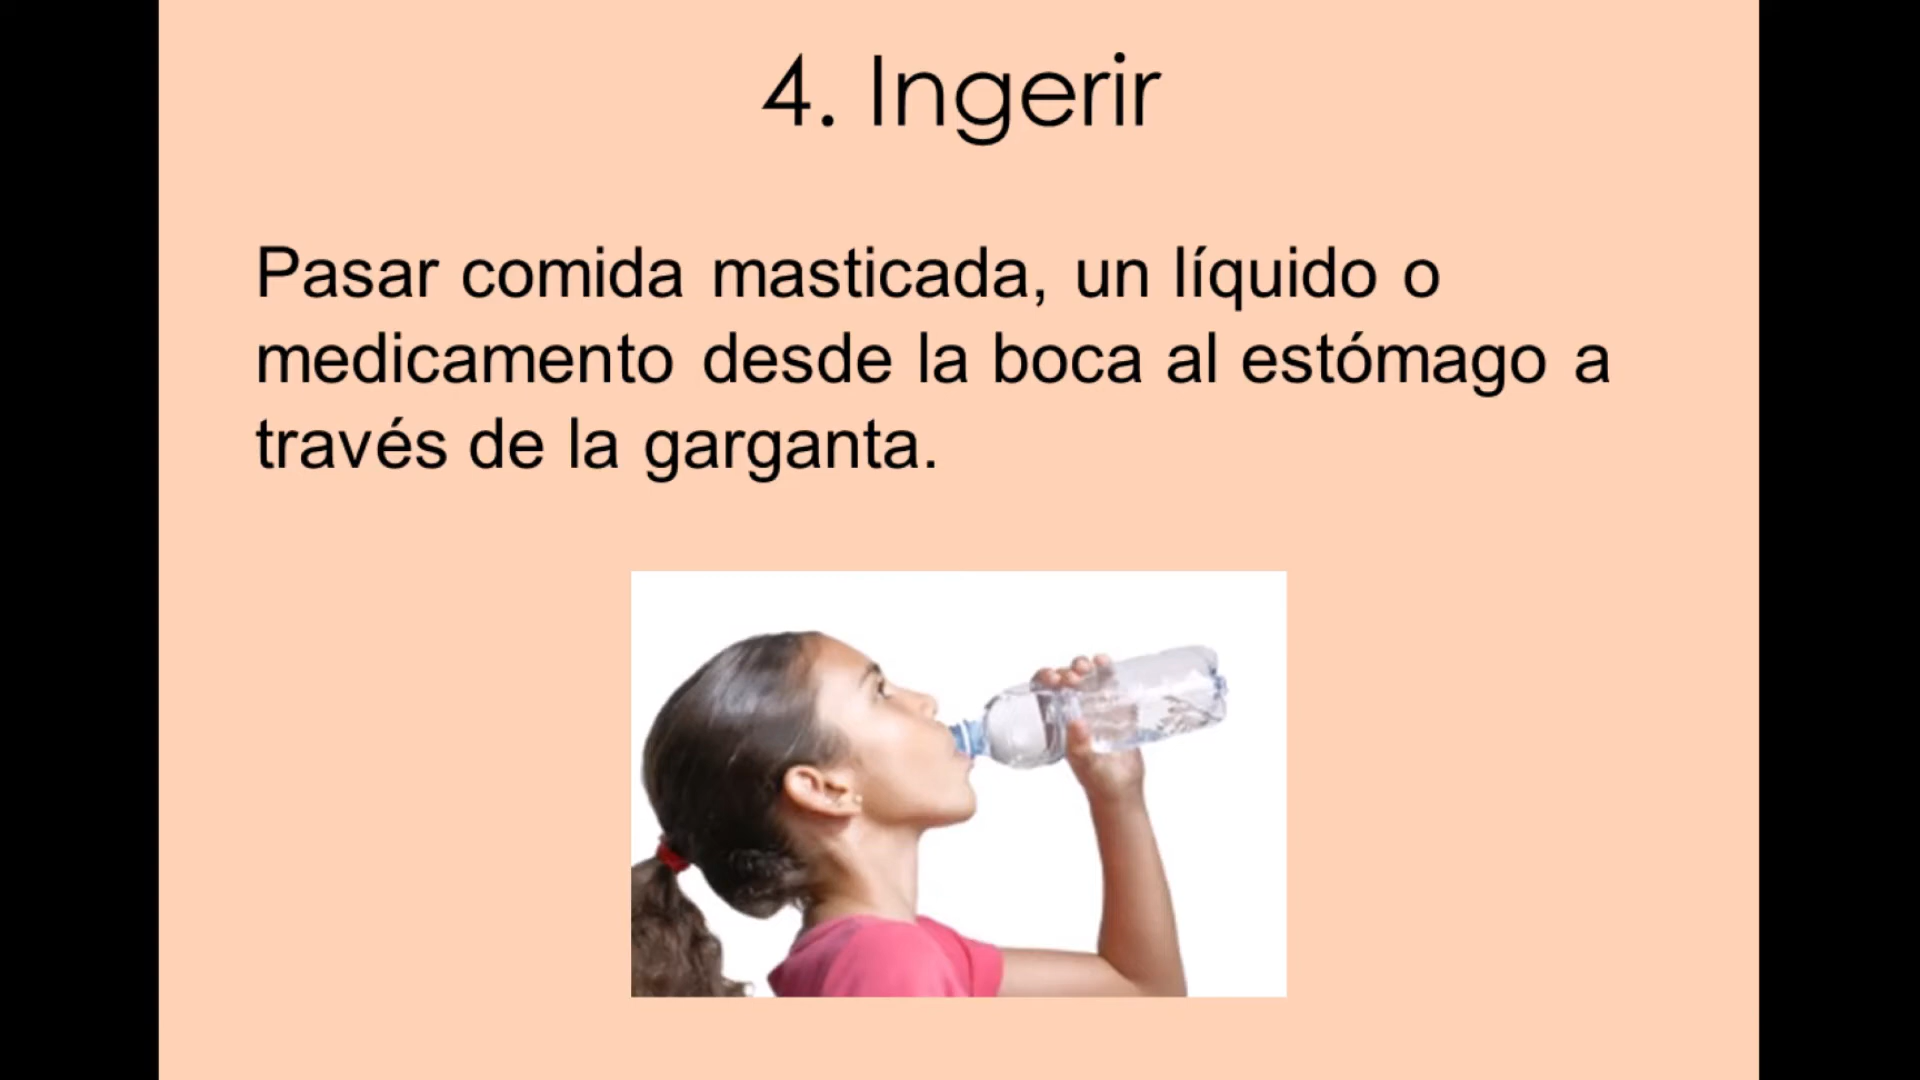 4. Ingerir
Pasar comida masticada, un líquido o
medicamento desde la boca al estómago a
través de la garganta.